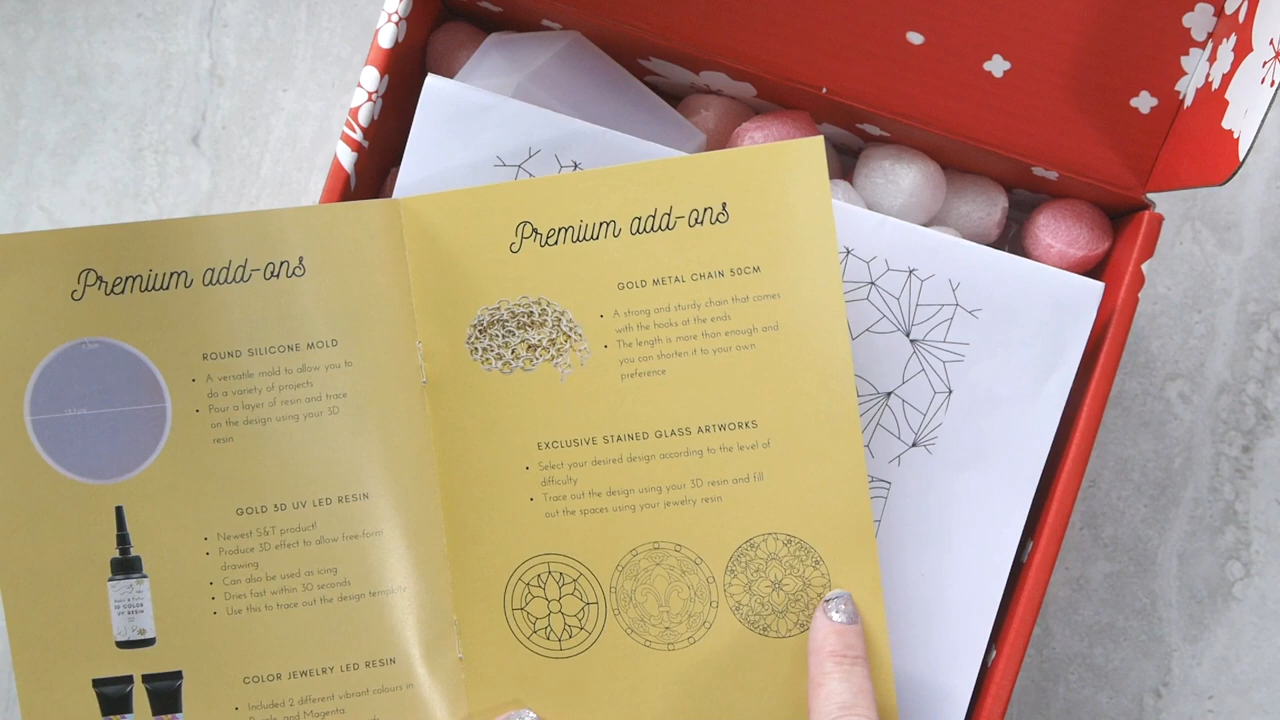 Premium add-ons
ROUND SILICONE MOLD
• A versatile mold to allow you to
do a variety of projects
• Pour a layer of resin and trace
on the design using your 3D
resin
GOLD 3D UV LED RESIN
• Newest S&T product!
• Produce 3D effect to allow free-form
drawing
• Can also be used as icing
• Dries fast within 30 seconds
• Use this to trace out the design template
3D COLOR
UV RESIN
COLOR JEWELRY LED RESIN
• Included 2 different vibrant colours in
Purple, and Magenta.
Premium add-ons
GOLD METAL CHAIN 50CM
• A strong and sturdy chain that comes
with the hooks at the ends
• The length is more than enough and
you can shorten it to your own
preference
EXCLUSIVE STAINED GLASS ARTWORKS
• Select your desired design according to the level of
difficulty
• Trace out the design using your 3D resin and fill
out the spaces using your jewelry resin